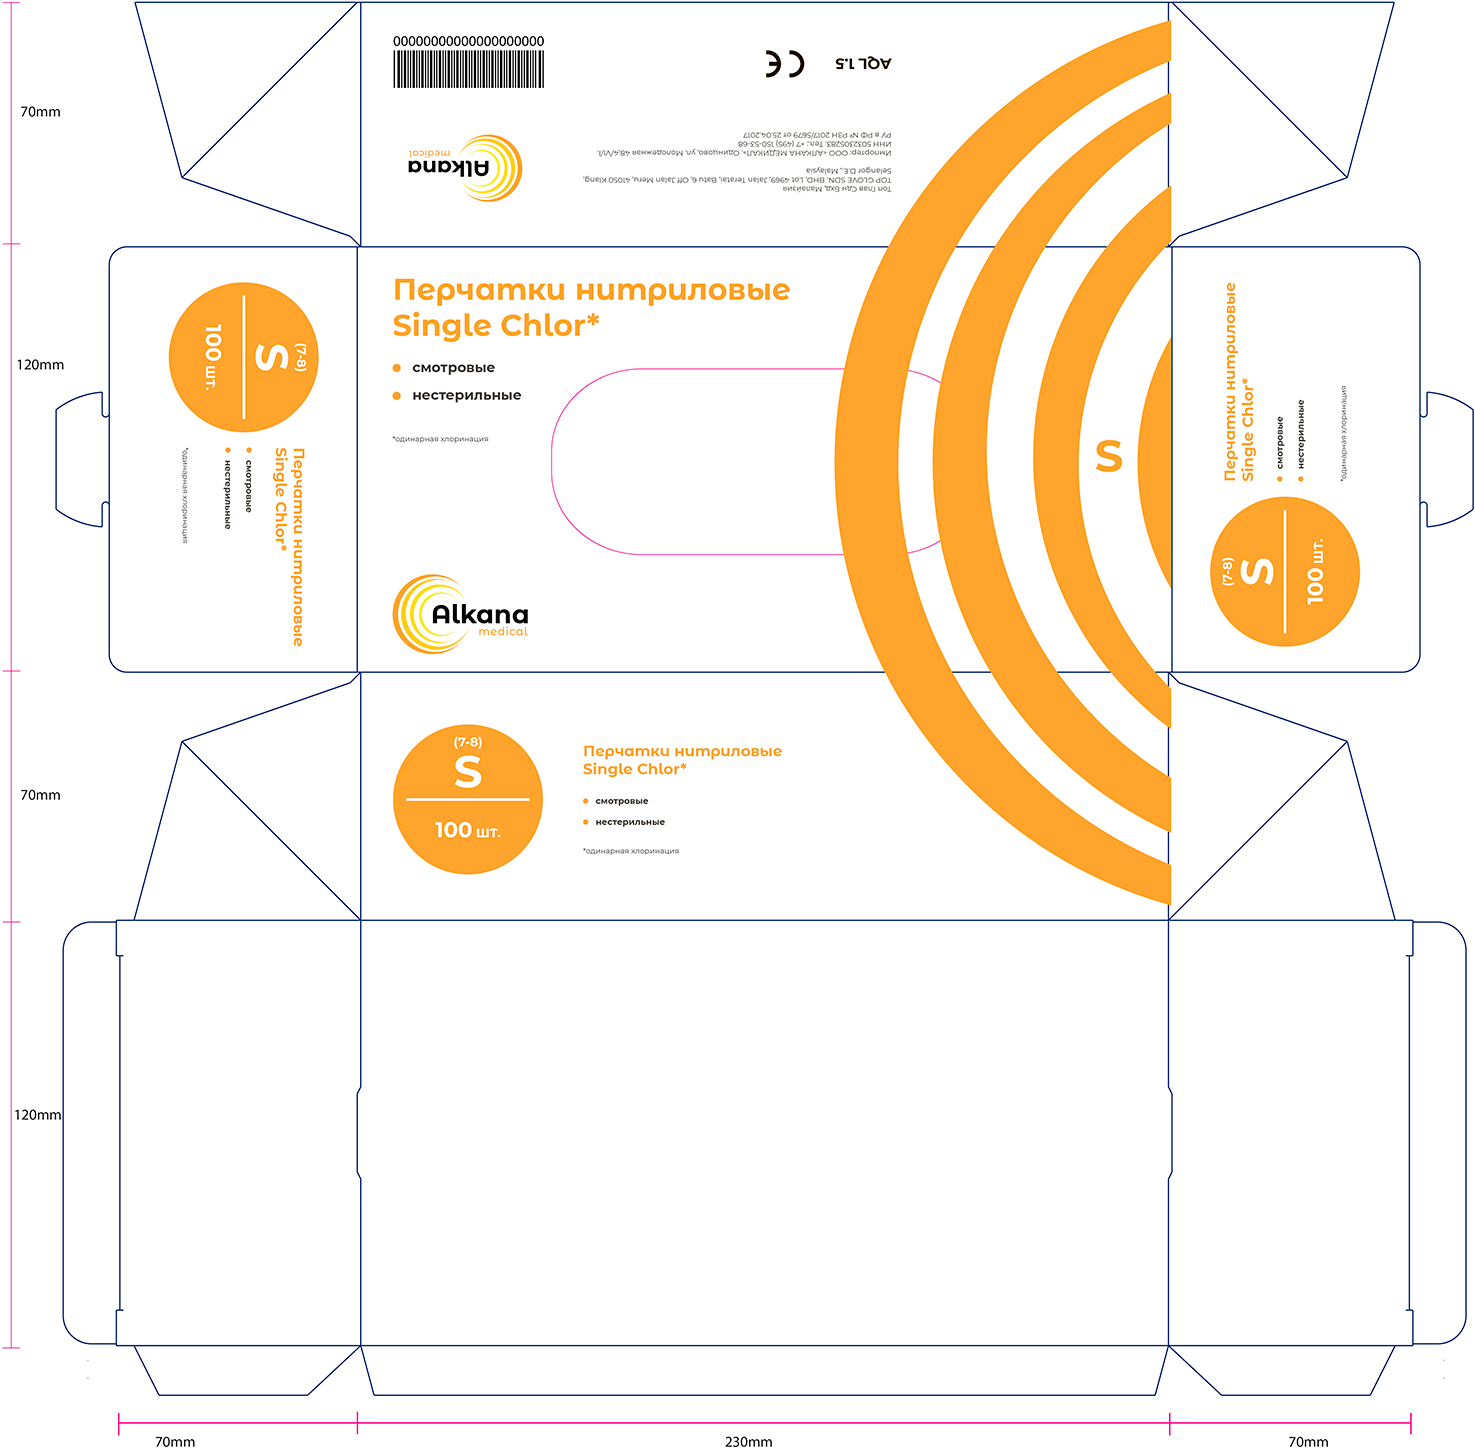 00000000000000000000
AQL 1.5
CE
Alkana
medical
Топ Глав Сдн Бхд, Малайзия
TOP GLOVE SDN. BHD, Lot 4969, Jalan Teratai, Batu 6, Off Jalan Meru, 41050 Klang,
Selangor D.E., Malaysia
Импортер: ООО «АЛКАНА МЕДИКАЛ», Одинцово, ул. Молодежная 48,4/VI/I,
ИНН 5032305283. Тел.: +7 (495) 150-53-68
РУ в РФ № РЗН 2017/5679 от 25.04.2017
70mm
120mm
70mm
120mm
(7-8)
S
100 шт.
Перчатки нитриловые
Single Chlor*
смотровые
нестерильные
*одинарная хлоринация
Перчатки нитриловые
Single Chlor*
смотровые
нестерильные
*одинарная хлоринация
Alkana
medical
S
Перчатки нитриловые
Single Chlor*
смотровые
нестерильные
*одинарная хлоринация
(7-8)
S
100 шт.
(7-8)
S
100 шт.
Перчатки нитриловые
Single Chlor*
смотровые
нестерильные
*одинарная хлоринация
70mm
230mm
70mm